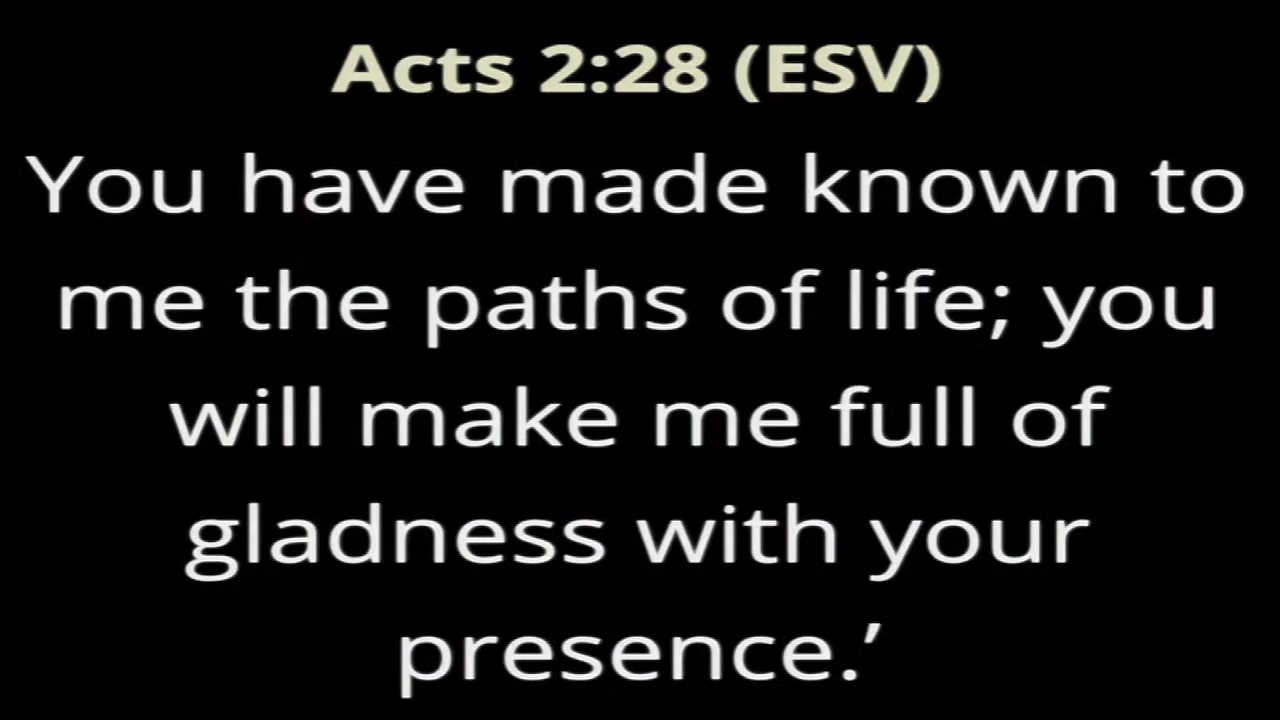 Acts 2:28 (ESV)
You have made known to
me the paths of life; you
will make me full of
gladness with your
presence.’